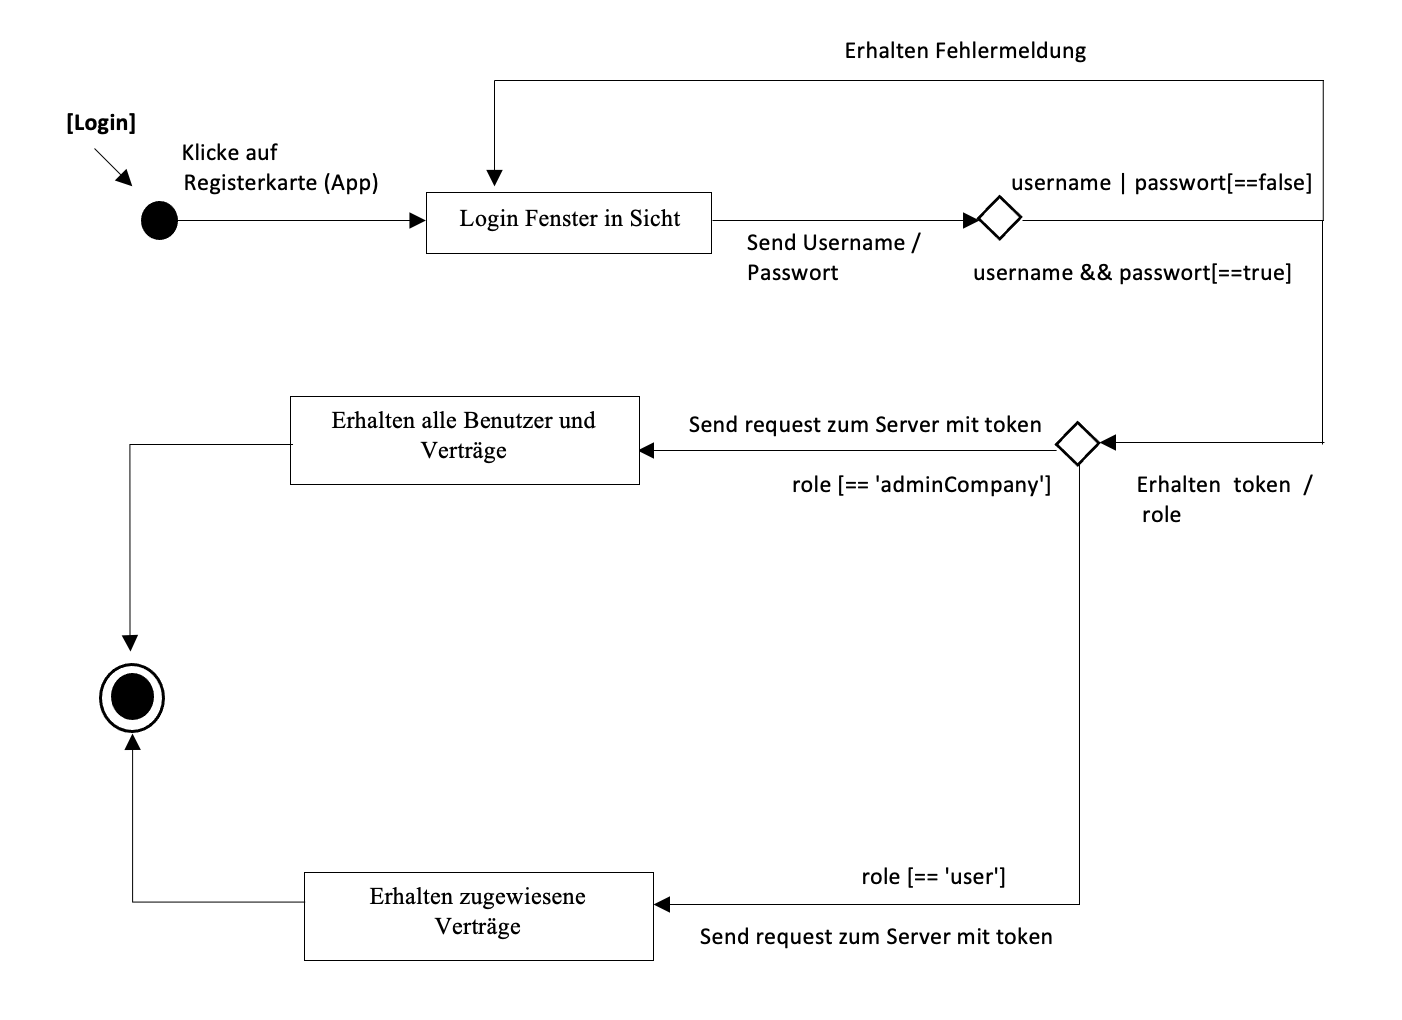 Erhalten Fehlermeldung
[Login]
Klicke auf
Registerkarte (App)
username | passwort[==false]
Login Fenster in Sicht
Send Username /
Passwort
username && passwort[==true]
Erhalten alle Benutzer und
Verträge
Send request zum Server mit token
role [== 'adminCompany']
Erhalten token /
role
role [== 'user']
Erhalten zugewiesene
Verträge
Send request zum Server mit token